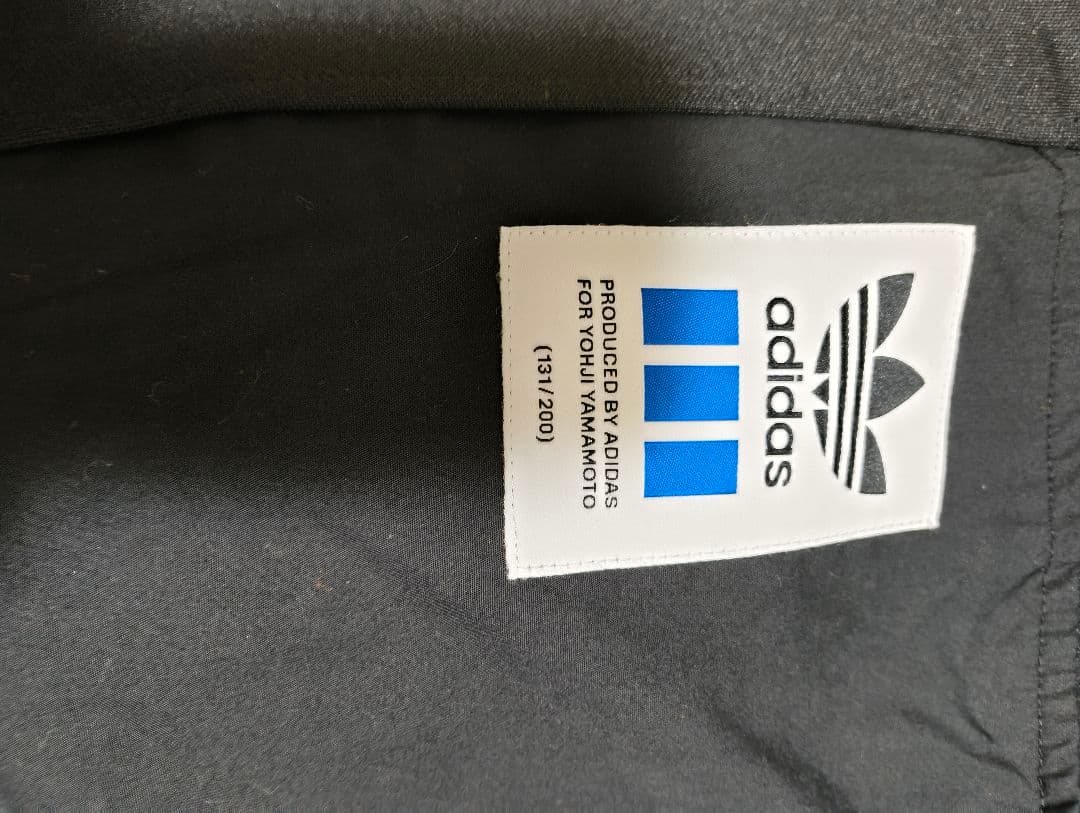 adidas
PRODUCED BY ADIDAS
FOR YOHJI YAMAMOTO
(131/200)